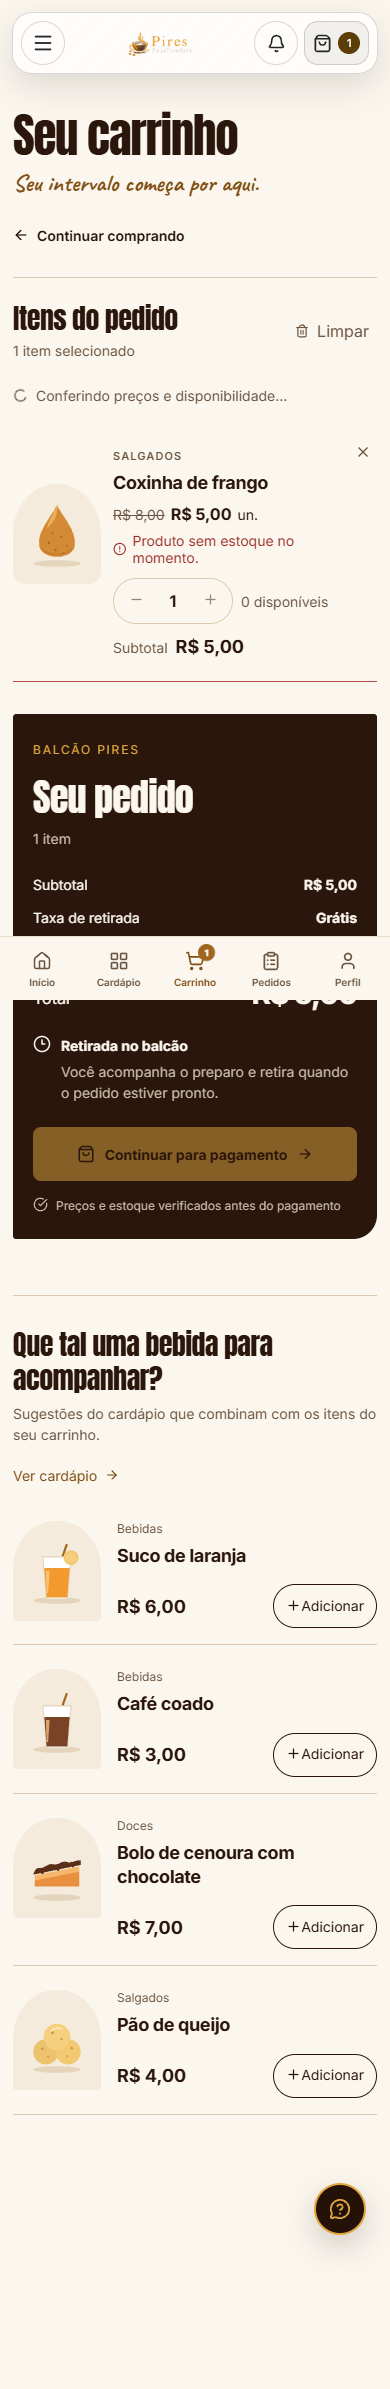 Pires
1
Seu carrinho
Seu intervalo começa por aqui.
Continuar comprando
Itens do pedido
Limpar
1 item selecionado
Conferindo preços e disponibilidade...
SALGADOS
Coxinha de frango
R$ 8,00 R$ 5,00 un.
Produto sem estoque no
momento.
1
0 disponíveis
Subtotal R$ 5,00
BALCÃO PIRES
Seu pedido
1 item
Subtotal R$ 5,00
Taxa de retirada Grátis
1
Início Cardápio Carrinho Pedidos Perfil
Total R$ 5,00
Retirada no balcão
Você acompanha o preparo e retira quando
o pedido estiver pronto.
Continuar para pagamento
Preços e estoque verificados antes do pagamento
Que tal uma bebida para
acompanhar?
Sugestões do cardápio que combinam com os itens do
seu carrinho.
Ver cardápio
Bebidas
Suco de laranja
R$ 6,00
+Adicionar
Bebidas
Café coado
R$ 3,00
+Adicionar
Doces
Bolo de cenoura com
chocolate
R$ 7,00
+Adicionar
Salgados
Pão de queijo
R$ 4,00
+Adicionar